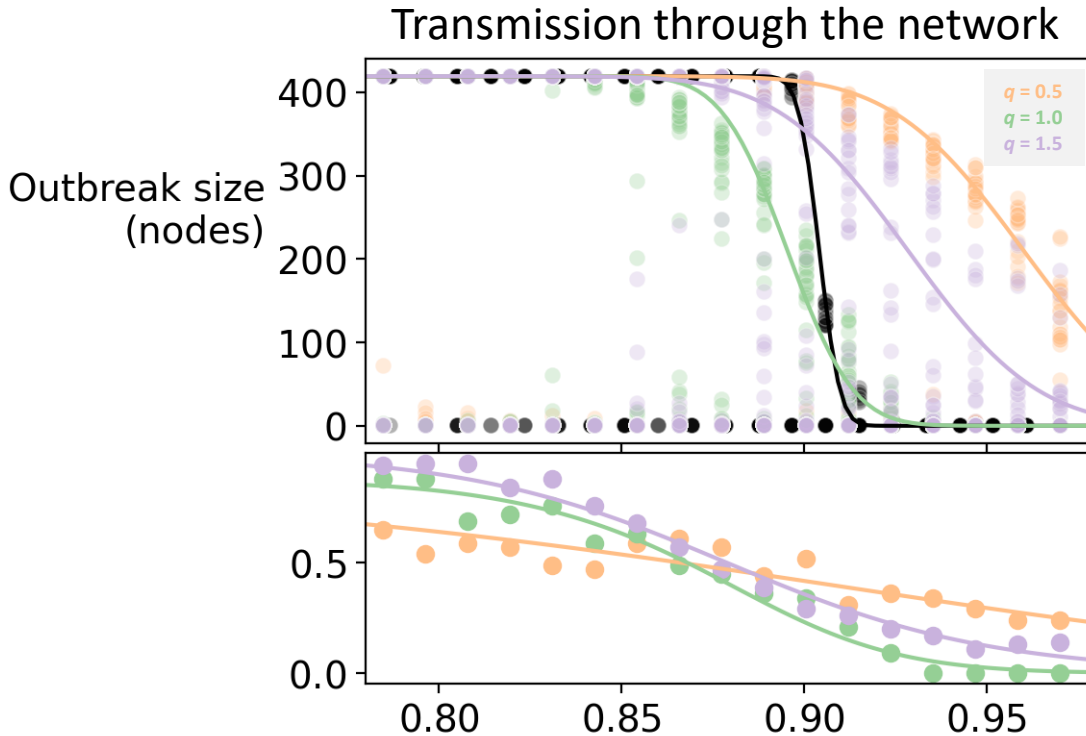 Transmission through the network
Outbreak size
(nodes)
400
300
200
100
0
q = 0.5
q = 1.0
q = 1.5
0.5
0.0
0.80 0.85 0.90 0.95